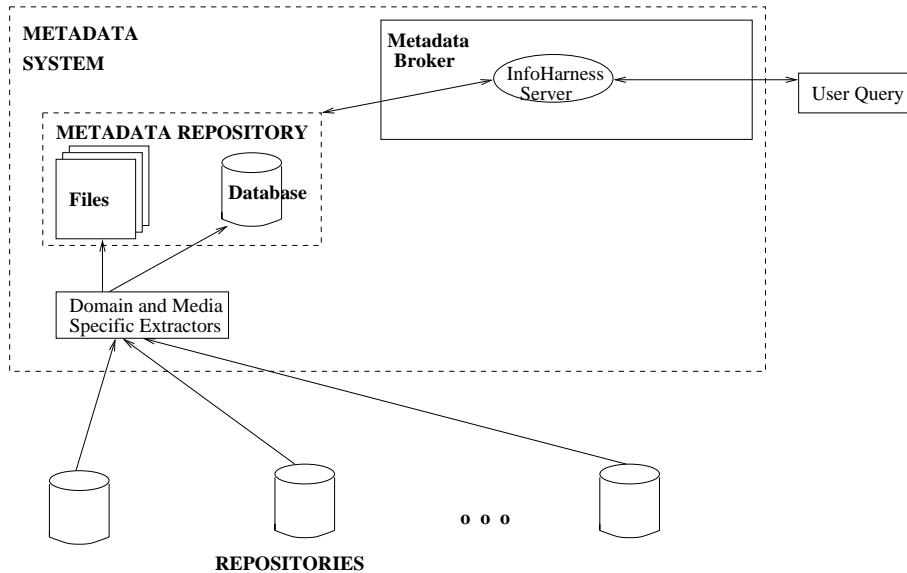 METADATA
SYSTEM
Metadata
Broker
InfoHarness
Server
User Query
METADATA REPOSITORY
Files
Database
Domain and Media
Specific Extractors
o o o
REPOSITORIES